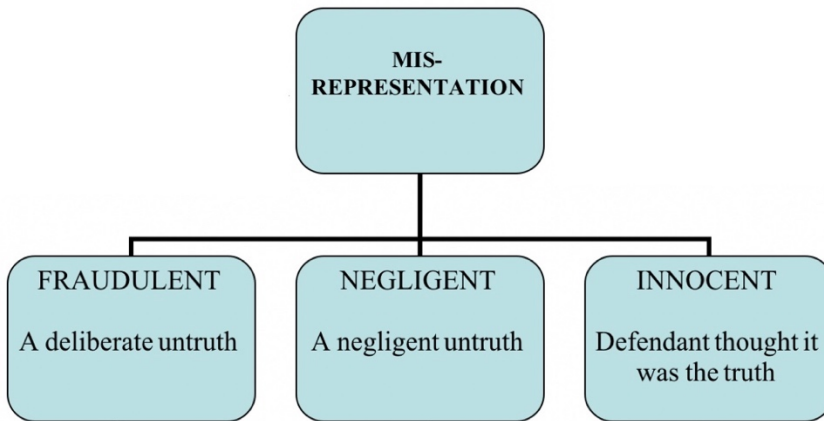 MIS-
REPRESENTATION
FRAUDULENT
A deliberate untruth
NEGLIGENT
A negligent untruth
INNOCENT
Defendant thought it
was the truth